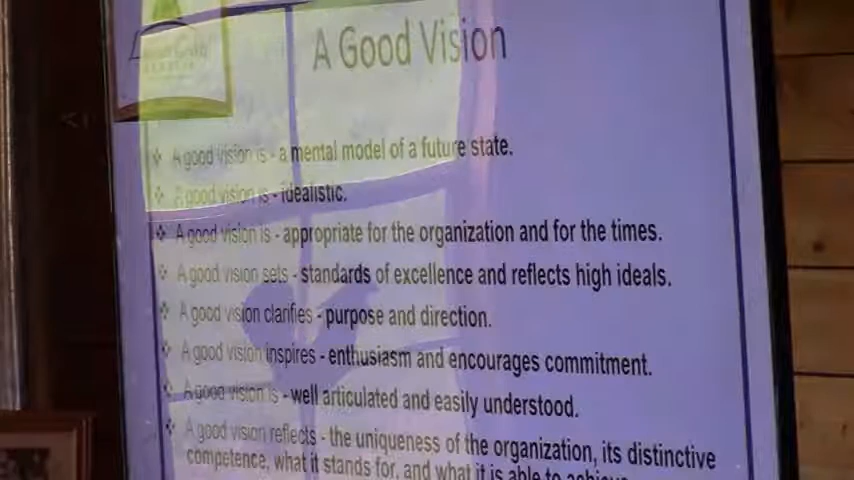 A Good Vision
❖ A good vision is - a mental model of a future state.
❖ A good vision is - idealistic.
❖ A good vision is - appropriate for the organization and for the times.
❖ A good vision sets - standards of excellence and reflects high ideals.
❖ A good vision clarifies - purpose and direction.
❖ A good vision inspires - enthusiasm and encourages commitment.
❖ A good vision is - well articulated and easily understood.
❖ A good vision reflects - the uniqueness of the organization, its distinctive
competence, what it stands for, and what it is able to achieve.